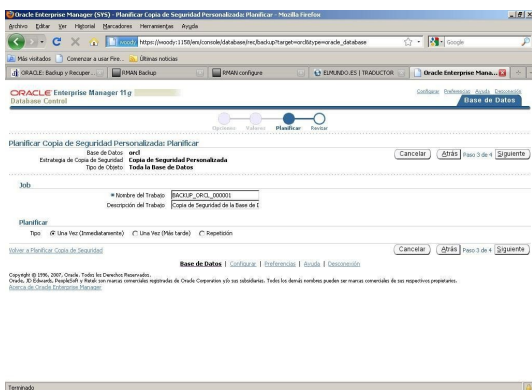 Oracle Enterprise Manager (SYS) - Planificar Copia de Seguridad Personalizada: Planificar - Mozilla Firefox
Archivo Editar Ver Historial Marcadores Herramientas Ayuda
woody https://woody:1158/em/console/database/rec/backup?target=orcl&type=oracle_database
Google
Más visitados Comenzar a usar Fire... Últimas noticias
ORACLE: Backup y Recuper... RMAN Backup RMAN configure ELMUNDO.ES | TRADUCTOR Oracle Enterprise Mana...
ORACLE Enterprise Manager 11g
Database Control
Configurar Preferencias Ayuda Desconexión
Base de Datos
Opciones Valores Planificar Revisar
Planificar Copia de Seguridad Personalizada: Planificar
Base de Datos orcl
Estrategia de Copia de Seguridad Copia de Seguridad Personalizada
Tipo de Objeto Toda la Base de Datos
Cancelar Atrás Paso 3 de 4 Siguiente
Job
* Nombre del Trabajo BACKUP_ORCL_000001
Descripción del Trabajo Copia de Seguridad de la Base de D
Planificar
Tipo Una Vez (Inmediatamente) Una Vez (Más tarde) Repetición
Volver a Planificar Copia de Seguridad
Cancelar Atrás Paso 3 de 4 Siguiente
Base de Datos | Configurar | Preferencias | Ayuda | Desconexión
Copyright © 1996, 2007, Oracle. Todos los Derechos Reservados.
Oracle, JD Edwards, PeopleSoft y Retek son marcas comerciales registradas de Oracle Corporation y/o sus subsidiarias. Todos los demás nombres pueden ser marcas comerciales de sus respectivos propietarios.
Acerca de Oracle Enterprise Manager
Terminado